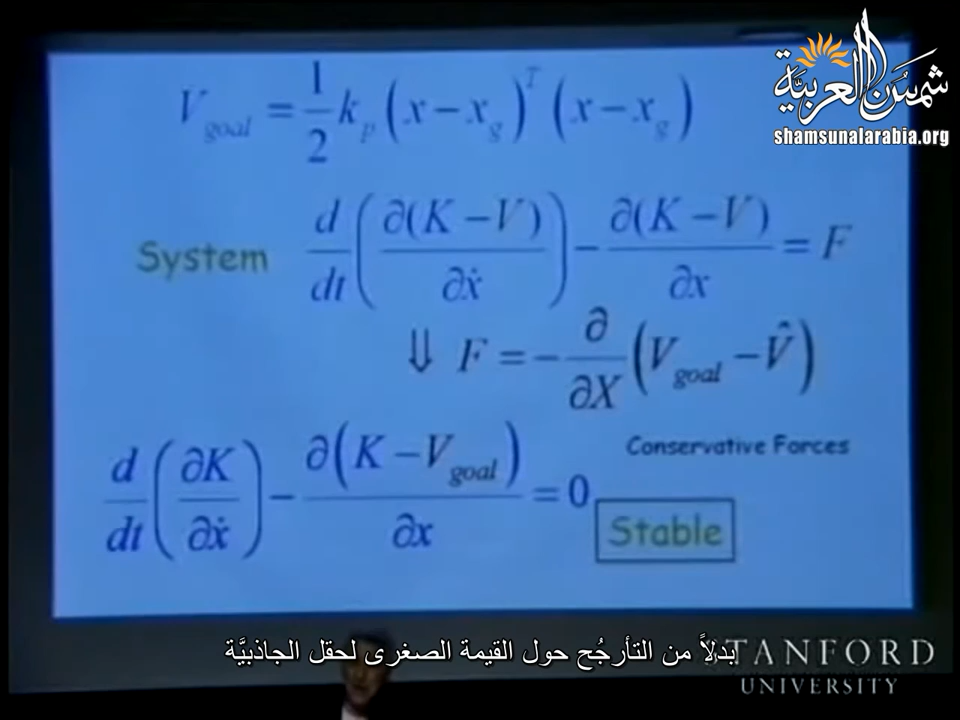 شمس العربية
shamsunalarabia.org
V_goal = 1/2 k_p (x − x_g)^T (x − x_g)
System d/dt (∂(K − V)/∂ẋ) − ∂(K − V)/∂x = F
⇓ F = − ∂/∂X (V_goal − V̂)
Conservative Forces
d/dt (∂K/∂ẋ) − ∂(K − V_goal)/∂x = 0
Stable
بدلاً من التأرجُح حول القيمة الصغرى لحقل الجاذبيَّة
STANFORD
UNIVERSITY